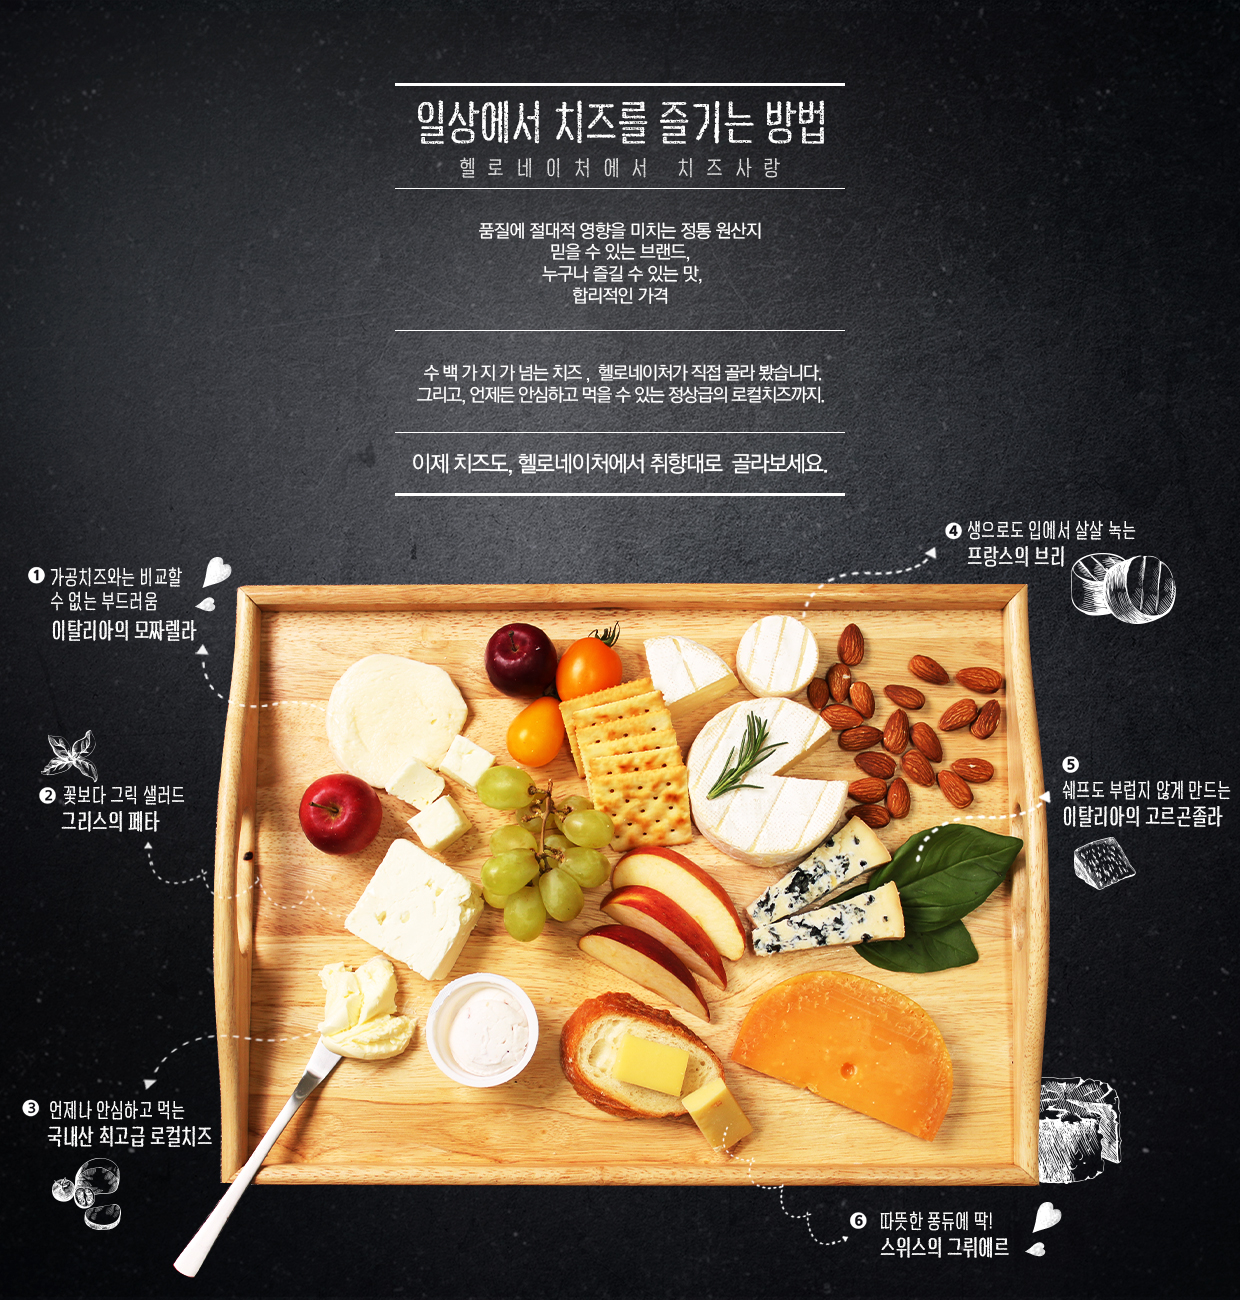 일상에서 치즈를 즐기는 방법
헬로네이처에서 치즈사랑
품질에 절대적 영향을 미치는 정통 원산지
믿을 수 있는 브랜드,
누구나 즐길 수 있는 맛,
합리적인 가격
수 백 가 지 가 넘는 치즈 , 헬로네이처가 직접 골라 봤습니다.
그리고, 언제든 안심하고 먹을 수 있는 정상급의 로컬치즈까지.
이제 치즈도, 헬로네이처에서 취향대로 골라보세요.
❶ 가공치즈와는 비교할
수 없는 부드러움
이탈리아의 모짜렐라
❷ 꽃보다 그릭 샐러드
그리스의 페타
❸ 언제나 안심하고 먹는
국내산 최고급 로컬치즈
❹ 생으로도 입에서 살살 녹는
프랑스의 브리
❺
쉐프도 부럽지 않게 만드는
이탈리아의 고르곤졸라
❻ 따뜻한 퐁듀에 딱!
스위스의 그뤼에르